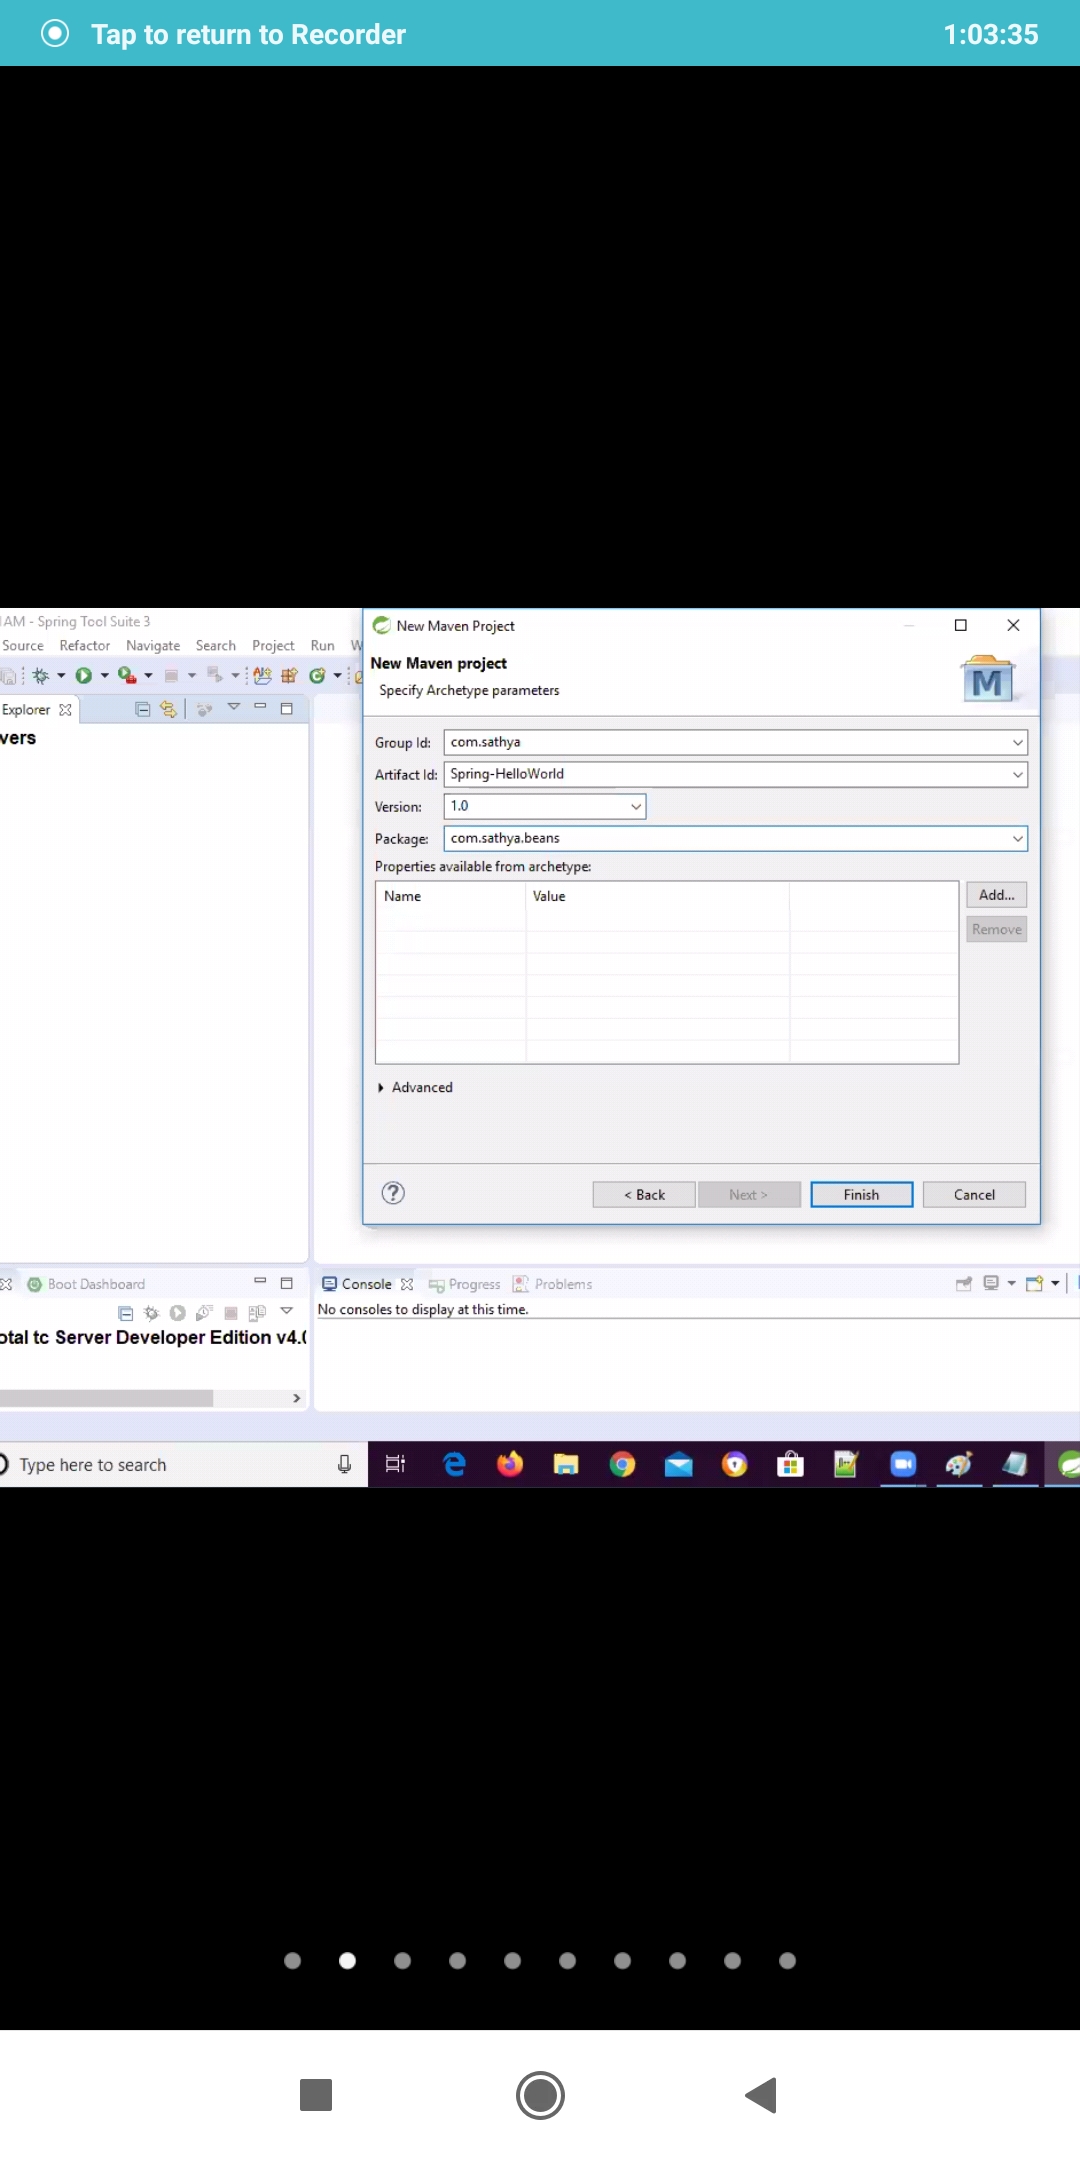 Tap to return to Recorder 1:03:35
AM - Spring Tool Suite 3
Source Refactor Navigate Search Project Run W
Explorer
vers
New Maven Project
New Maven project
Specify Archetype parameters
M
Group Id: com.sathya
Artifact Id: Spring-HelloWorld
Version: 1.0
Package: com.sathya.beans
Properties available from archetype:
Name Value
Add...
Remove
Advanced
? < Back Next > Finish Cancel
Boot Dashboard
otal tc Server Developer Edition v4.0
Console Progress Problems
No consoles to display at this time.
Type here to search